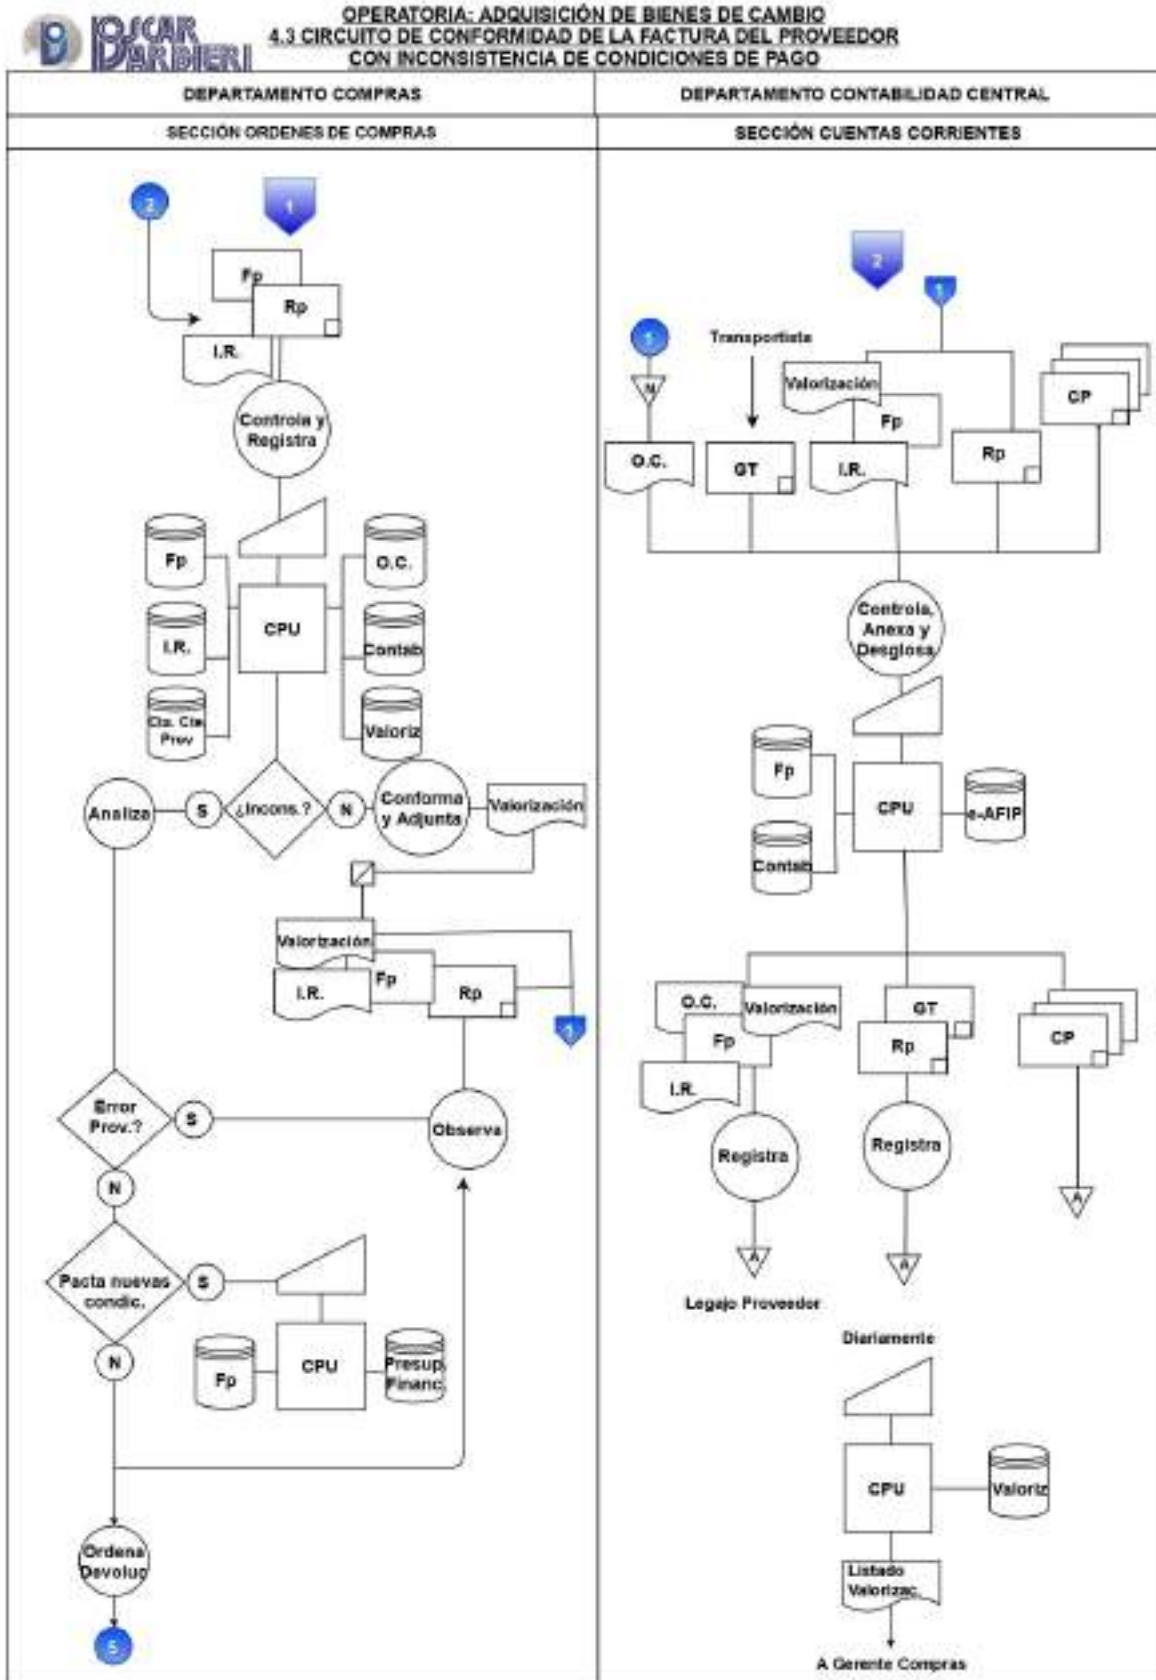 OSCAR
BARBIERI
OPERATORIA: ADQUISICIÓN DE BIENES DE CAMBIO
4.3 CIRCUITO DE CONFORMIDAD DE LA FACTURA DEL PROVEEDOR
CON INCONSISTENCIA DE CONDICIONES DE PAGO
DEPARTAMENTO COMPRAS
DEPARTAMENTO CONTABILIDAD CENTRAL
SECCIÓN ORDENES DE COMPRAS
SECCIÓN CUENTAS CORRIENTES
2
1
Fp
Rp
I.R.
Controla y
Registra
Fp
O.C.
I.R.
CPU
Contab
Cta. Cte
Prov
Valoriz
Analiza
S
¿Incons.?
N
Conforma
y Adjunta
Valorización
Valorización
I.R.
Fp
Rp
1
Error
Prov.?
S
Observa
N
Pacta nuevas
condic.
S
N
Fp
CPU
Presup.
Financ.
Ordena
Devoluc
5
2
1
1
N
Transportista
Valorización
CP
Fp
O.C.
GT
I.R.
Rp
Controla,
Anexa y
Desglosa
Fp
CPU
e-AFIP
Contab
O.C.
Valorización
Fp
I.R.
GT
Rp
CP
Registra
Registra
A
A
A
Legajo Proveedor
Diariamente
CPU
Valoriz
Listado
Valorizac.
A Gerente Compras